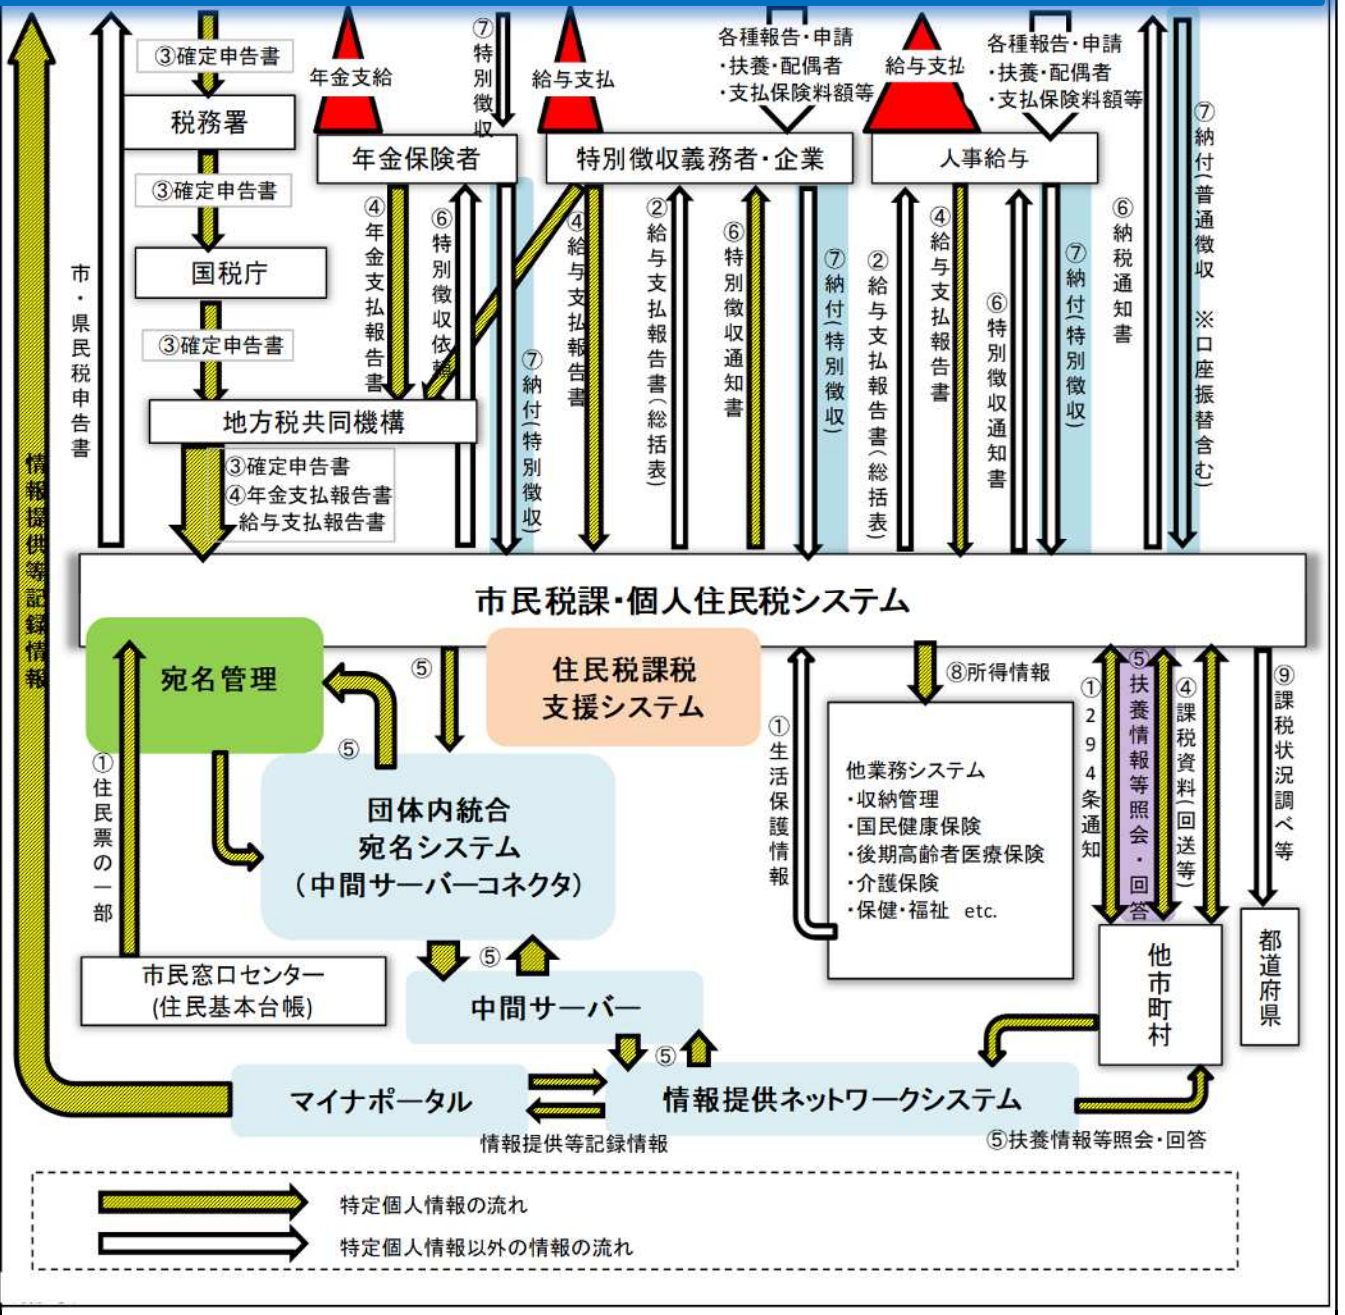 ③確定申告書
税務署
③確定申告書
国税庁
③確定申告書
地方税共同機構
③確定申告書
④年金支払報告書
給与支払報告書
情報提供等記録情報
市・県民税申告書
年金支給
⑦特別徴収
年金保険者
④年金支払報告書
⑥特別徴収依頼
⑦納付(特別徴収)
給与支払
各種報告・申請
・扶養・配偶者
・支払保険料額等
特別徴収義務者・企業
④給与支払報告書
②給与支払報告書(総括表)
⑥特別徴収通知書
⑦納付(特別徴収)
給与支払
各種報告・申請
・扶養・配偶者
・支払保険料額等
人事給与
②給与支払報告書(総括表)
④給与支払報告書
⑥特別徴収通知書
⑦納付(特別徴収)
⑥納税通知書
⑦納付(普通徴収 ※口座振替含む)
市民税課・個人住民税システム
宛名管理
⑤
住民税課税
支援システム
⑧所得情報
⑤
①住民票の一部
団体内統合
宛名システム
(中間サーバーコネクタ)
①生活保護情報
他業務システム
・収納管理
・国民健康保険
・後期高齢者医療保険
・介護保険
・保健・福祉 etc.
①294条通知
⑤扶養情報等照会・回答
④課税資料(回送等)
⑨課税状況調べ等
⑤
市民窓口センター
(住民基本台帳)
中間サーバー
他市町村
都道府県
⑤
マイナポータル
情報提供ネットワークシステム
情報提供等記録情報
⑤扶養情報等照会・回答
特定個人情報の流れ
特定個人情報以外の情報の流れ